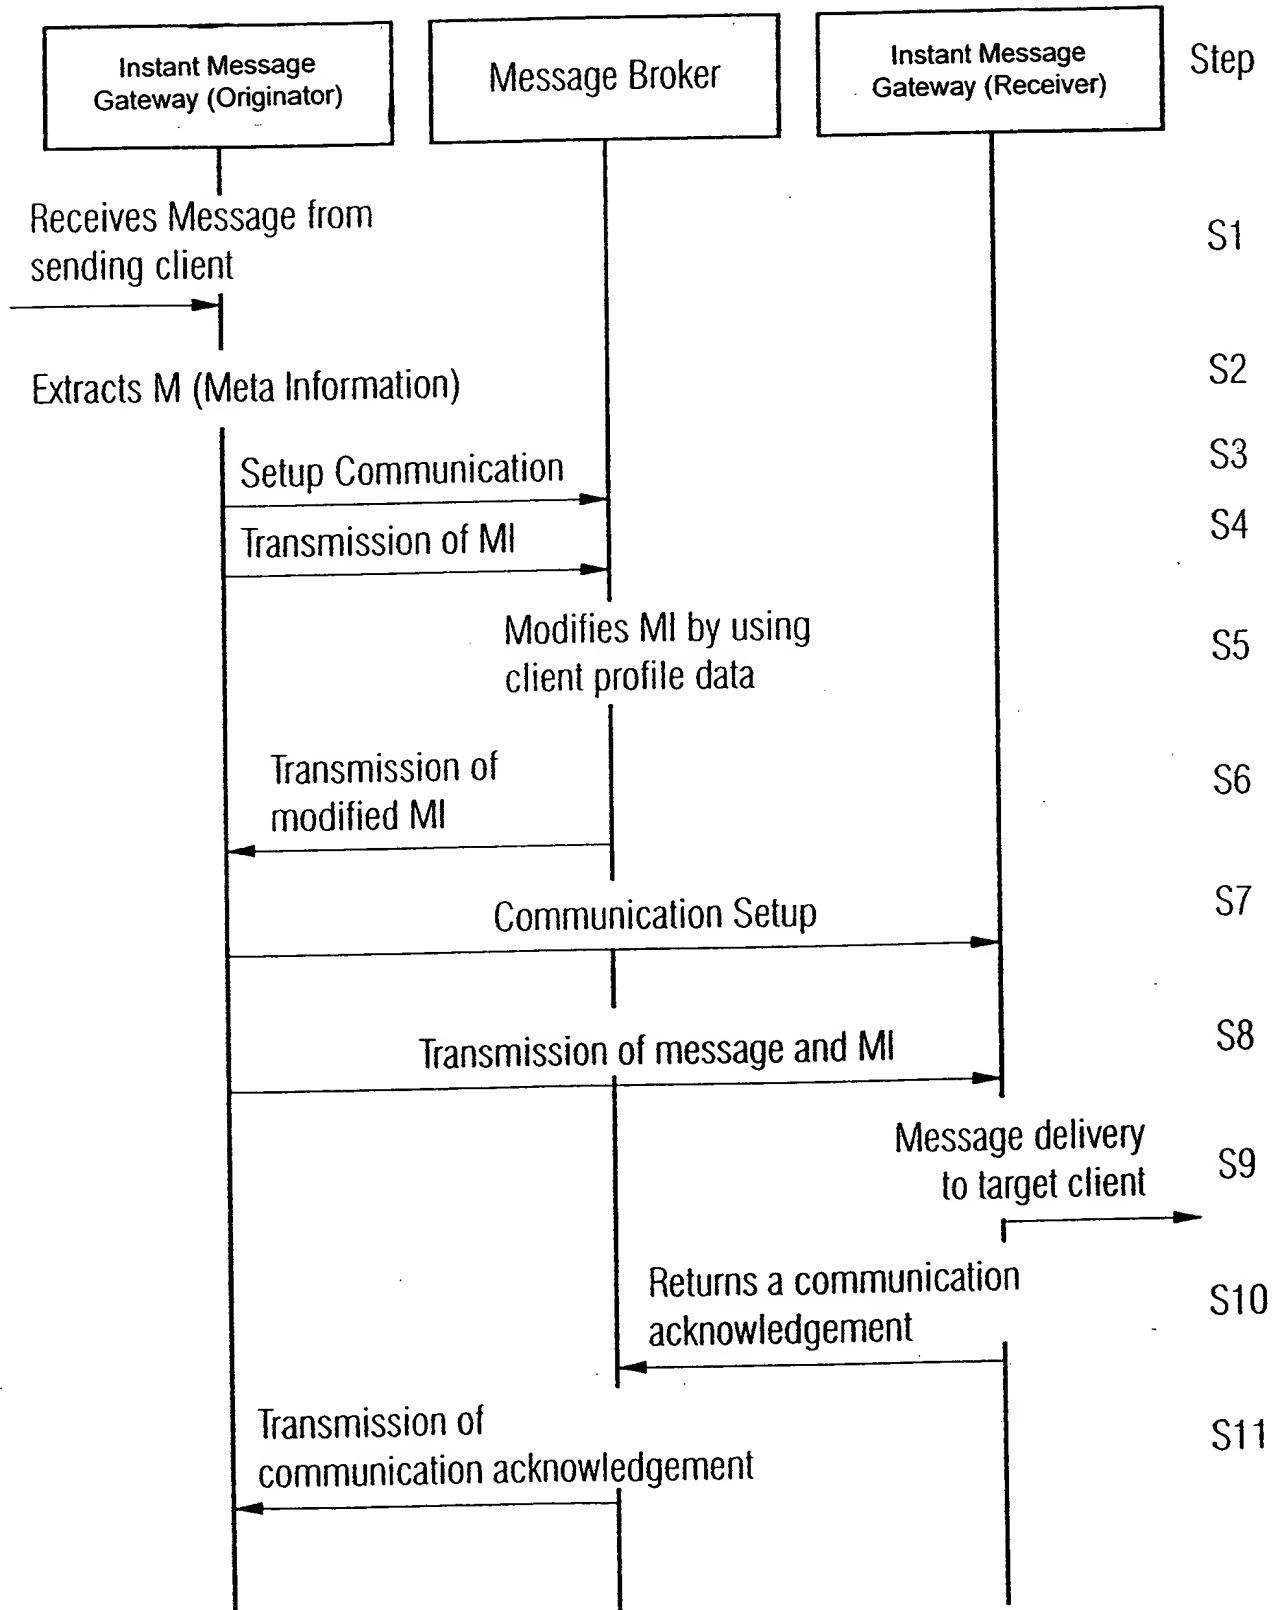 Instant Message
Gateway (Originator)
Message Broker
Instant Message
Gateway (Receiver)
Step
Receives Message from
sending client
S1
Extracts M (Meta Information)
S2
Setup Communication
S3
Transmission of MI
S4
Modifies MI by using
client profile data
S5
Transmission of
modified MI
S6
Communication Setup
S7
Transmission of message and MI
S8
Message delivery
to target client
S9
Returns a communication
acknowledgement
S10
Transmission of
communication acknowledgement
S11